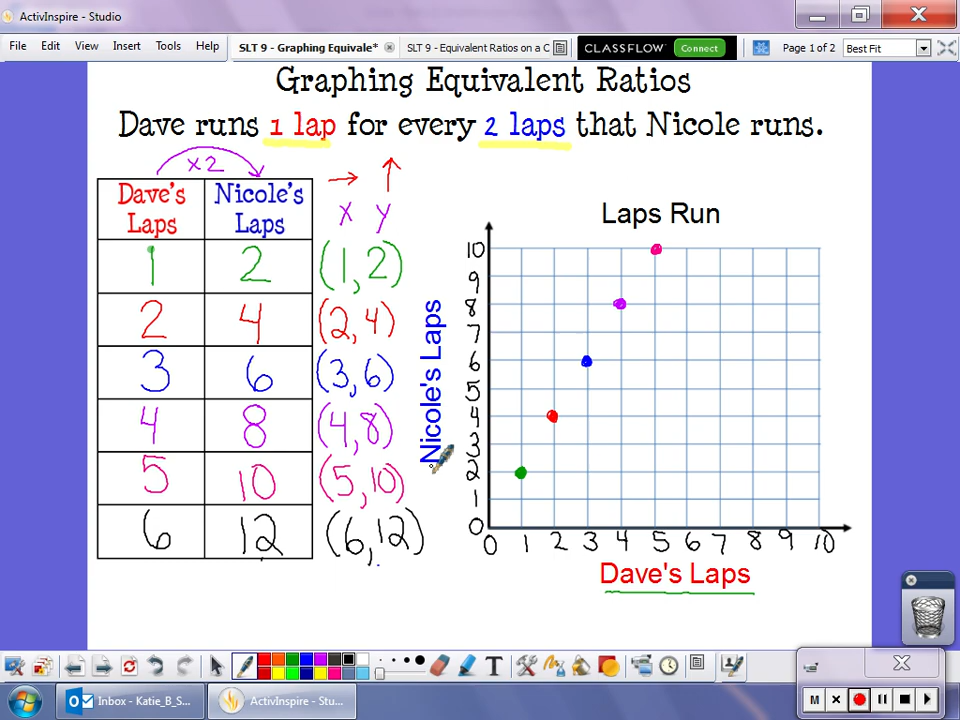 ActivInspire - Studio
File Edit View Insert Tools Help SLT 9 - Graphing Equivale* SLT 9 - Equivalent Ratios on a C CLASSFLOW Connect Page 1 of 2 Best Fit
Graphing Equivalent Ratios
Dave runs 1 lap for every 2 laps that Nicole runs.
x2
Dave's Laps Nicole's Laps x y
1 2 (1,2)
2 4 (2,4)
3 6 (3,6)
4 8 (4,8)
5 10 (5,10)
6 12 (6,12)
Laps Run
Nicole's Laps
10
9
8
7
6
5
4
3
2
1
0
0 1 2 3 4 5 6 7 8 9 10
Dave's Laps
T
M
Inbox - Katie_B_S... ActivInspire - Stu...